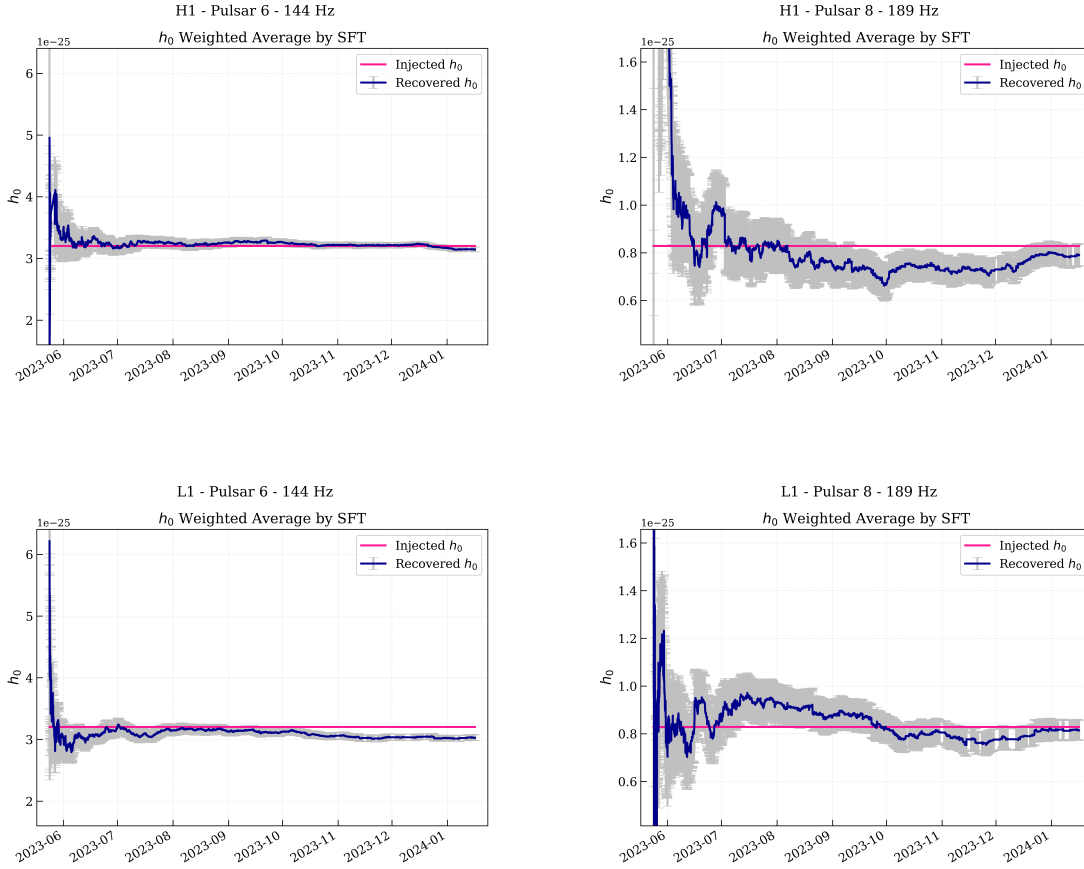 H1 - Pulsar 6 - 144 Hz
h₀ Weighted Average by SFT
1e−25
Injected h₀
Recovered h₀
h₀
6
5
4
3
2
2023-06
2023-07
2023-08
2023-09
2023-10
2023-11
2023-12
2024-01
H1 - Pulsar 8 - 189 Hz
h₀ Weighted Average by SFT
1e−25
Injected h₀
Recovered h₀
h₀
1.6
1.4
1.2
1.0
0.8
0.6
2023-06
2023-07
2023-08
2023-09
2023-10
2023-11
2023-12
2024-01
L1 - Pulsar 6 - 144 Hz
h₀ Weighted Average by SFT
1e−25
Injected h₀
Recovered h₀
h₀
6
5
4
3
2
2023-06
2023-07
2023-08
2023-09
2023-10
2023-11
2023-12
2024-01
L1 - Pulsar 8 - 189 Hz
h₀ Weighted Average by SFT
1e−25
Injected h₀
Recovered h₀
h₀
1.6
1.4
1.2
1.0
0.8
0.6
2023-06
2023-07
2023-08
2023-09
2023-10
2023-11
2023-12
2024-01